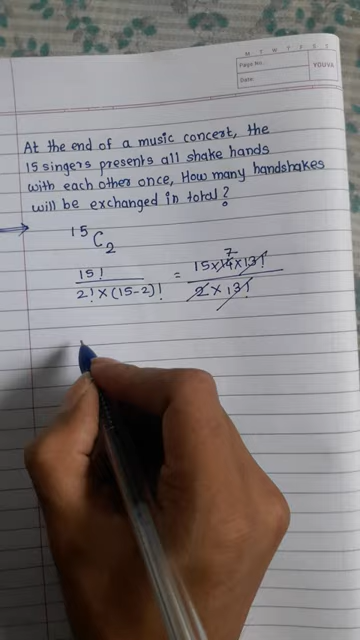 M T W T F S S
Page No.:
YOUVA
Date:
At the end of a music concert, the
15 singers presents all shake hands
with each other once, How many handshakes
will be exchanged in total?
¹⁵C₂
15! / 2! × (15-2)! = 15 × 14 7 × 13! / 2 × 13!